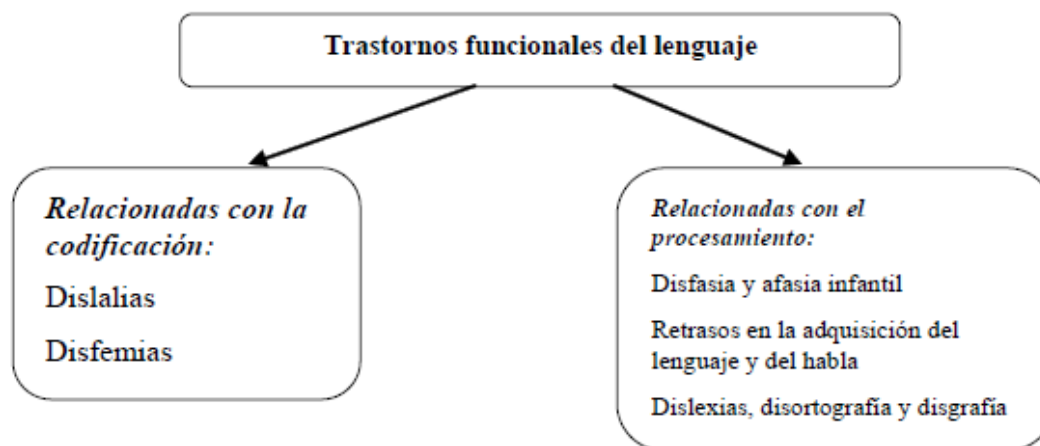 Trastornos funcionales del lenguaje
Relacionadas con la
codificación:
Dislalias
Disfemias
Relacionadas con el
procesamiento:
Disfasia y afasia infantil
Retrasos en la adquisición del
lenguaje y del habla
Dislexias, disortografía y disgrafía